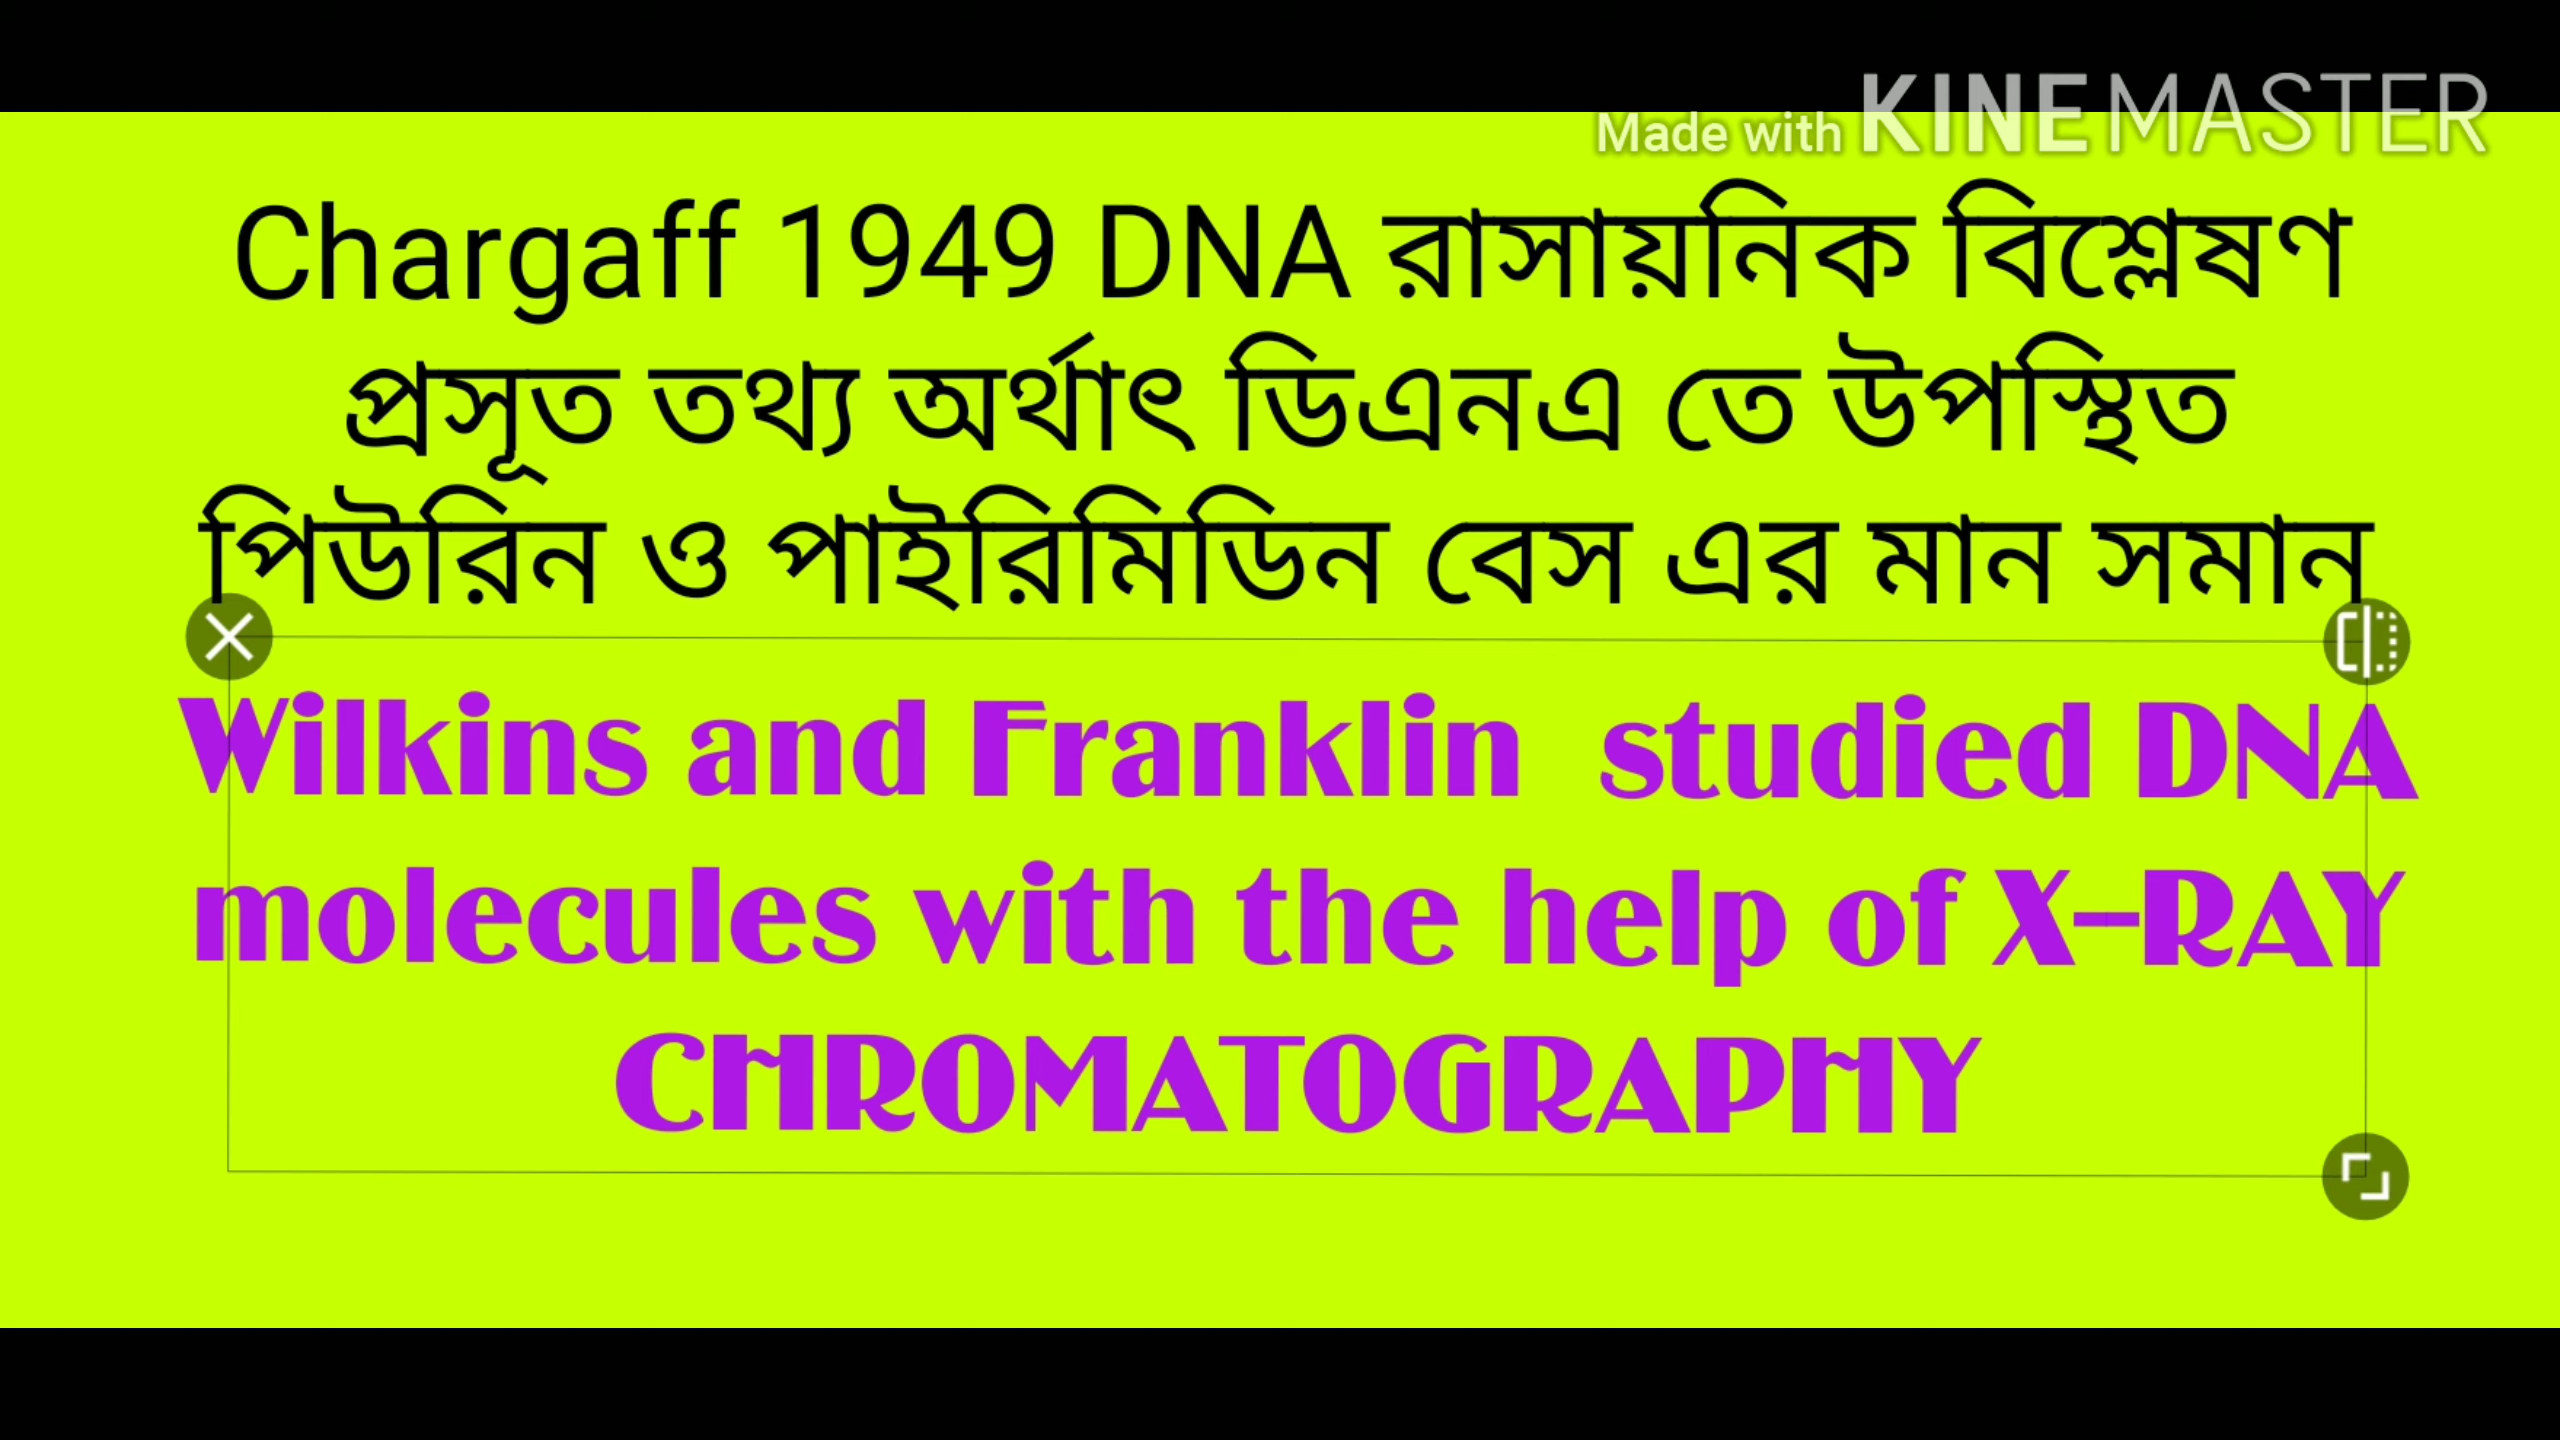 Made with KINEMASTER
Chargaff 1949 DNA রাসায়নিক বিশ্লেষণ
প্রসূত তথ্য অর্থাৎ ডিএনএ তে উপস্থিত
পিউরিন ও পাইরিমিডিন বেস এর মান সমান
Wilkins and Franklin studied DNA
molecules with the help of X-RAY
CHROMATOGRAPHY